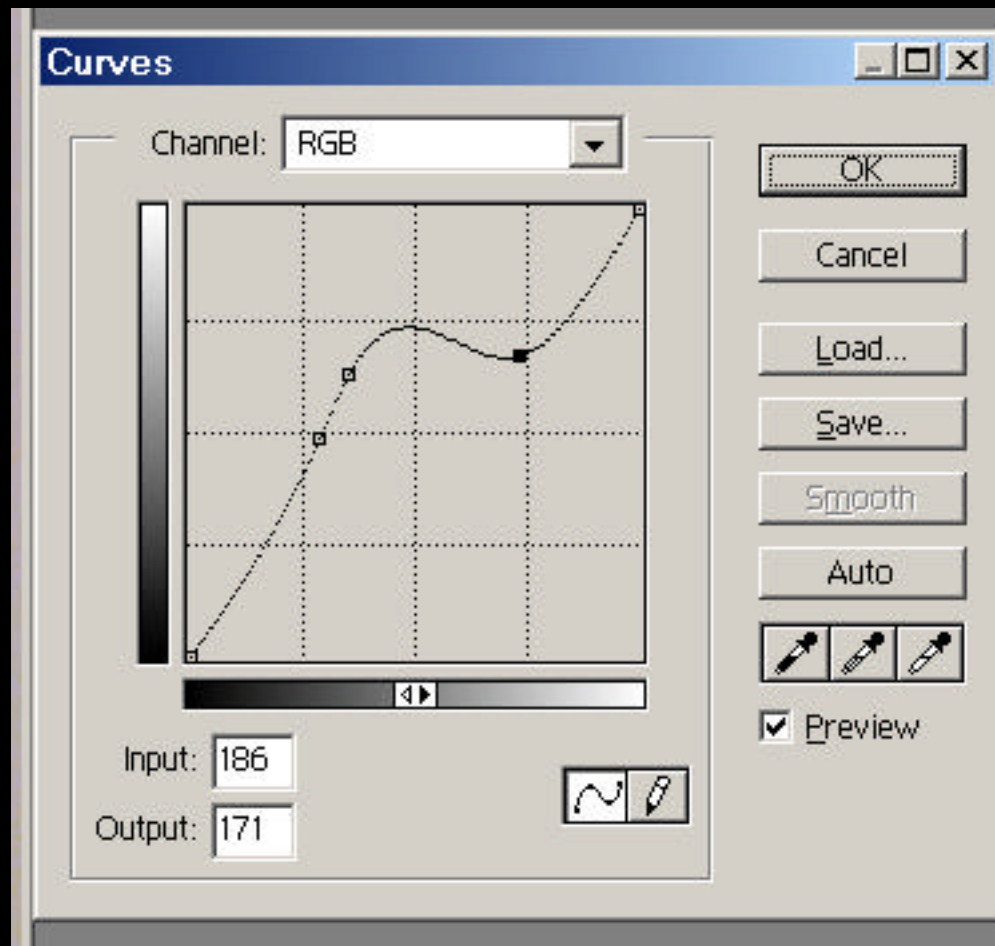 Curves
Channel: RGB
OK
Cancel
Load...
Save...
Smooth
Auto
Preview
Input: 186
Output: 171